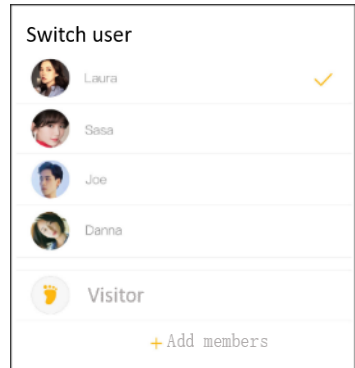 Switch user
Laura
Sasa
Joe
Danna
Visitor
+ Add members